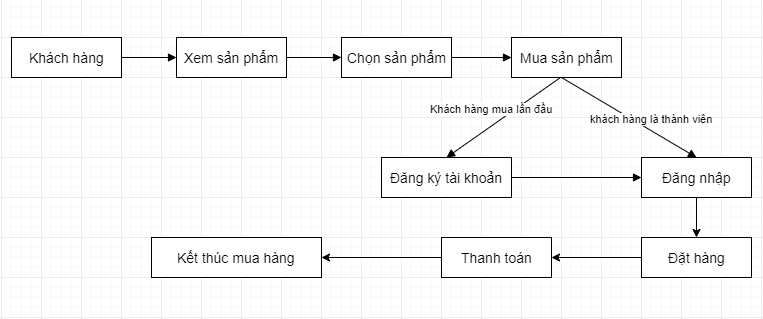 Khách hàng
Xem sản phẩm
Chọn sản phẩm
Mua sản phẩm
Khách hàng mua lần đầu
khách hàng là thành viên
Đăng ký tài khoản
Đăng nhập
Kết thúc mua hàng
Thanh toán
Đặt hàng